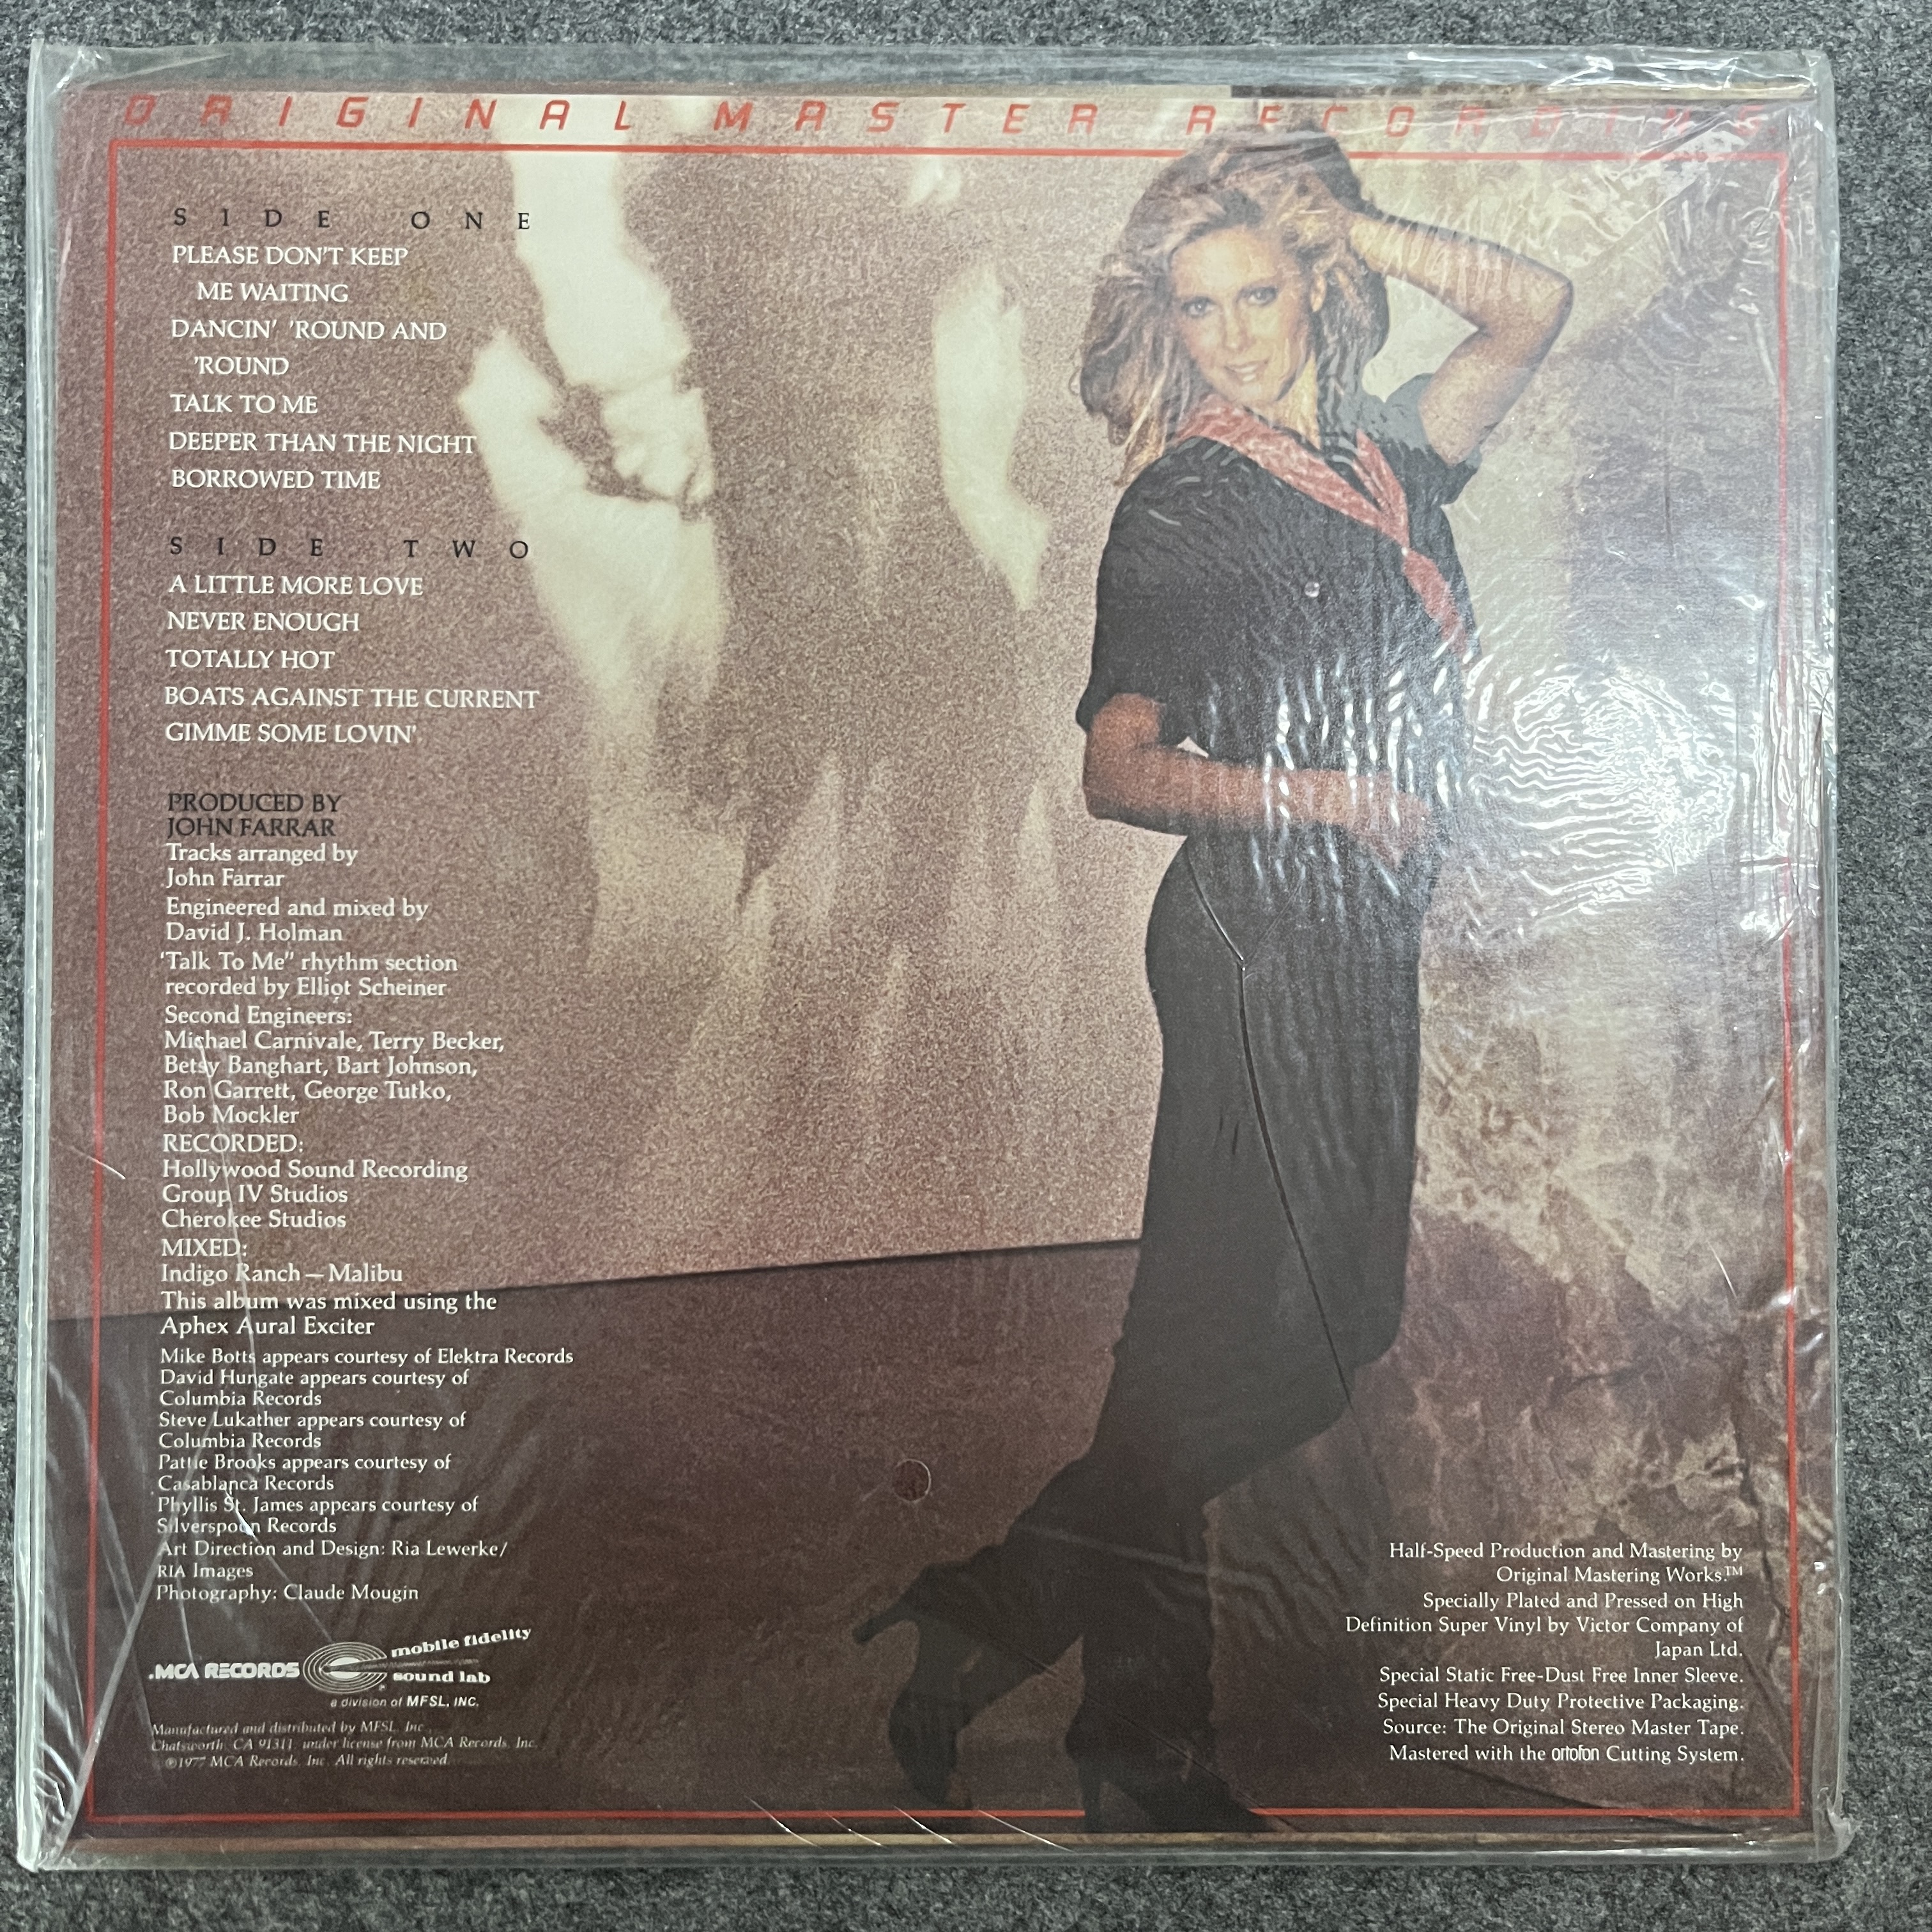 ORIGINAL MASTER RECORDING
SIDE ONE
PLEASE DON'T KEEP
ME WAITING
DANCIN' 'ROUND AND
'ROUND
TALK TO ME
DEEPER THAN THE NIGHT
BORROWED TIME
SIDE TWO
A LITTLE MORE LOVE
NEVER ENOUGH
TOTALLY HOT
BOATS AGAINST THE CURRENT
GIMME SOME LOVIN'
PRODUCED BY
JOHN FARRAR
Tracks arranged by
John Farrar
Engineered and mixed by
David J. Holman
"Talk To Me" rhythm section
recorded by Elliot Scheiner
Second Engineers:
Michael Carnivale, Terry Becker,
Betsy Banghart, Bart Johnson,
Ron Garrett, George Tutko,
Bob Mockler
RECORDED:
Hollywood Sound Recording
Group IV Studios
Cherokee Studios
MIXED:
Indigo Ranch — Malibu
This album was mixed using the
Aphex Aural Exciter
Mike Botts appears courtesy of Elektra Records
David Hungate appears courtesy of
Columbia Records
Steve Lukather appears courtesy of
Columbia Records
Pattie Brooks appears courtesy of
Casablanca Records
Phyllis St. James appears courtesy of
Silverspoon Records
Art Direction and Design: Ria Lewerke/
RIA Images
Photography: Claude Mougin
MCA RECORDS
mobile fidelity
sound lab
a division of MFSL, INC.
Manufactured and distributed by MFSL, Inc.,
Chatsworth, CA 91311, under license from MCA Records, Inc.
℗1977 MCA Records, Inc. All rights reserved.
Half-Speed Production and Mastering by
Original Mastering Works.™
Specially Plated and Pressed on High
Definition Super Vinyl by Victor Company of
Japan Ltd.
Special Static Free-Dust Free Inner Sleeve.
Special Heavy Duty Protective Packaging.
Source: The Original Stereo Master Tape.
Mastered with the ortofon Cutting System.